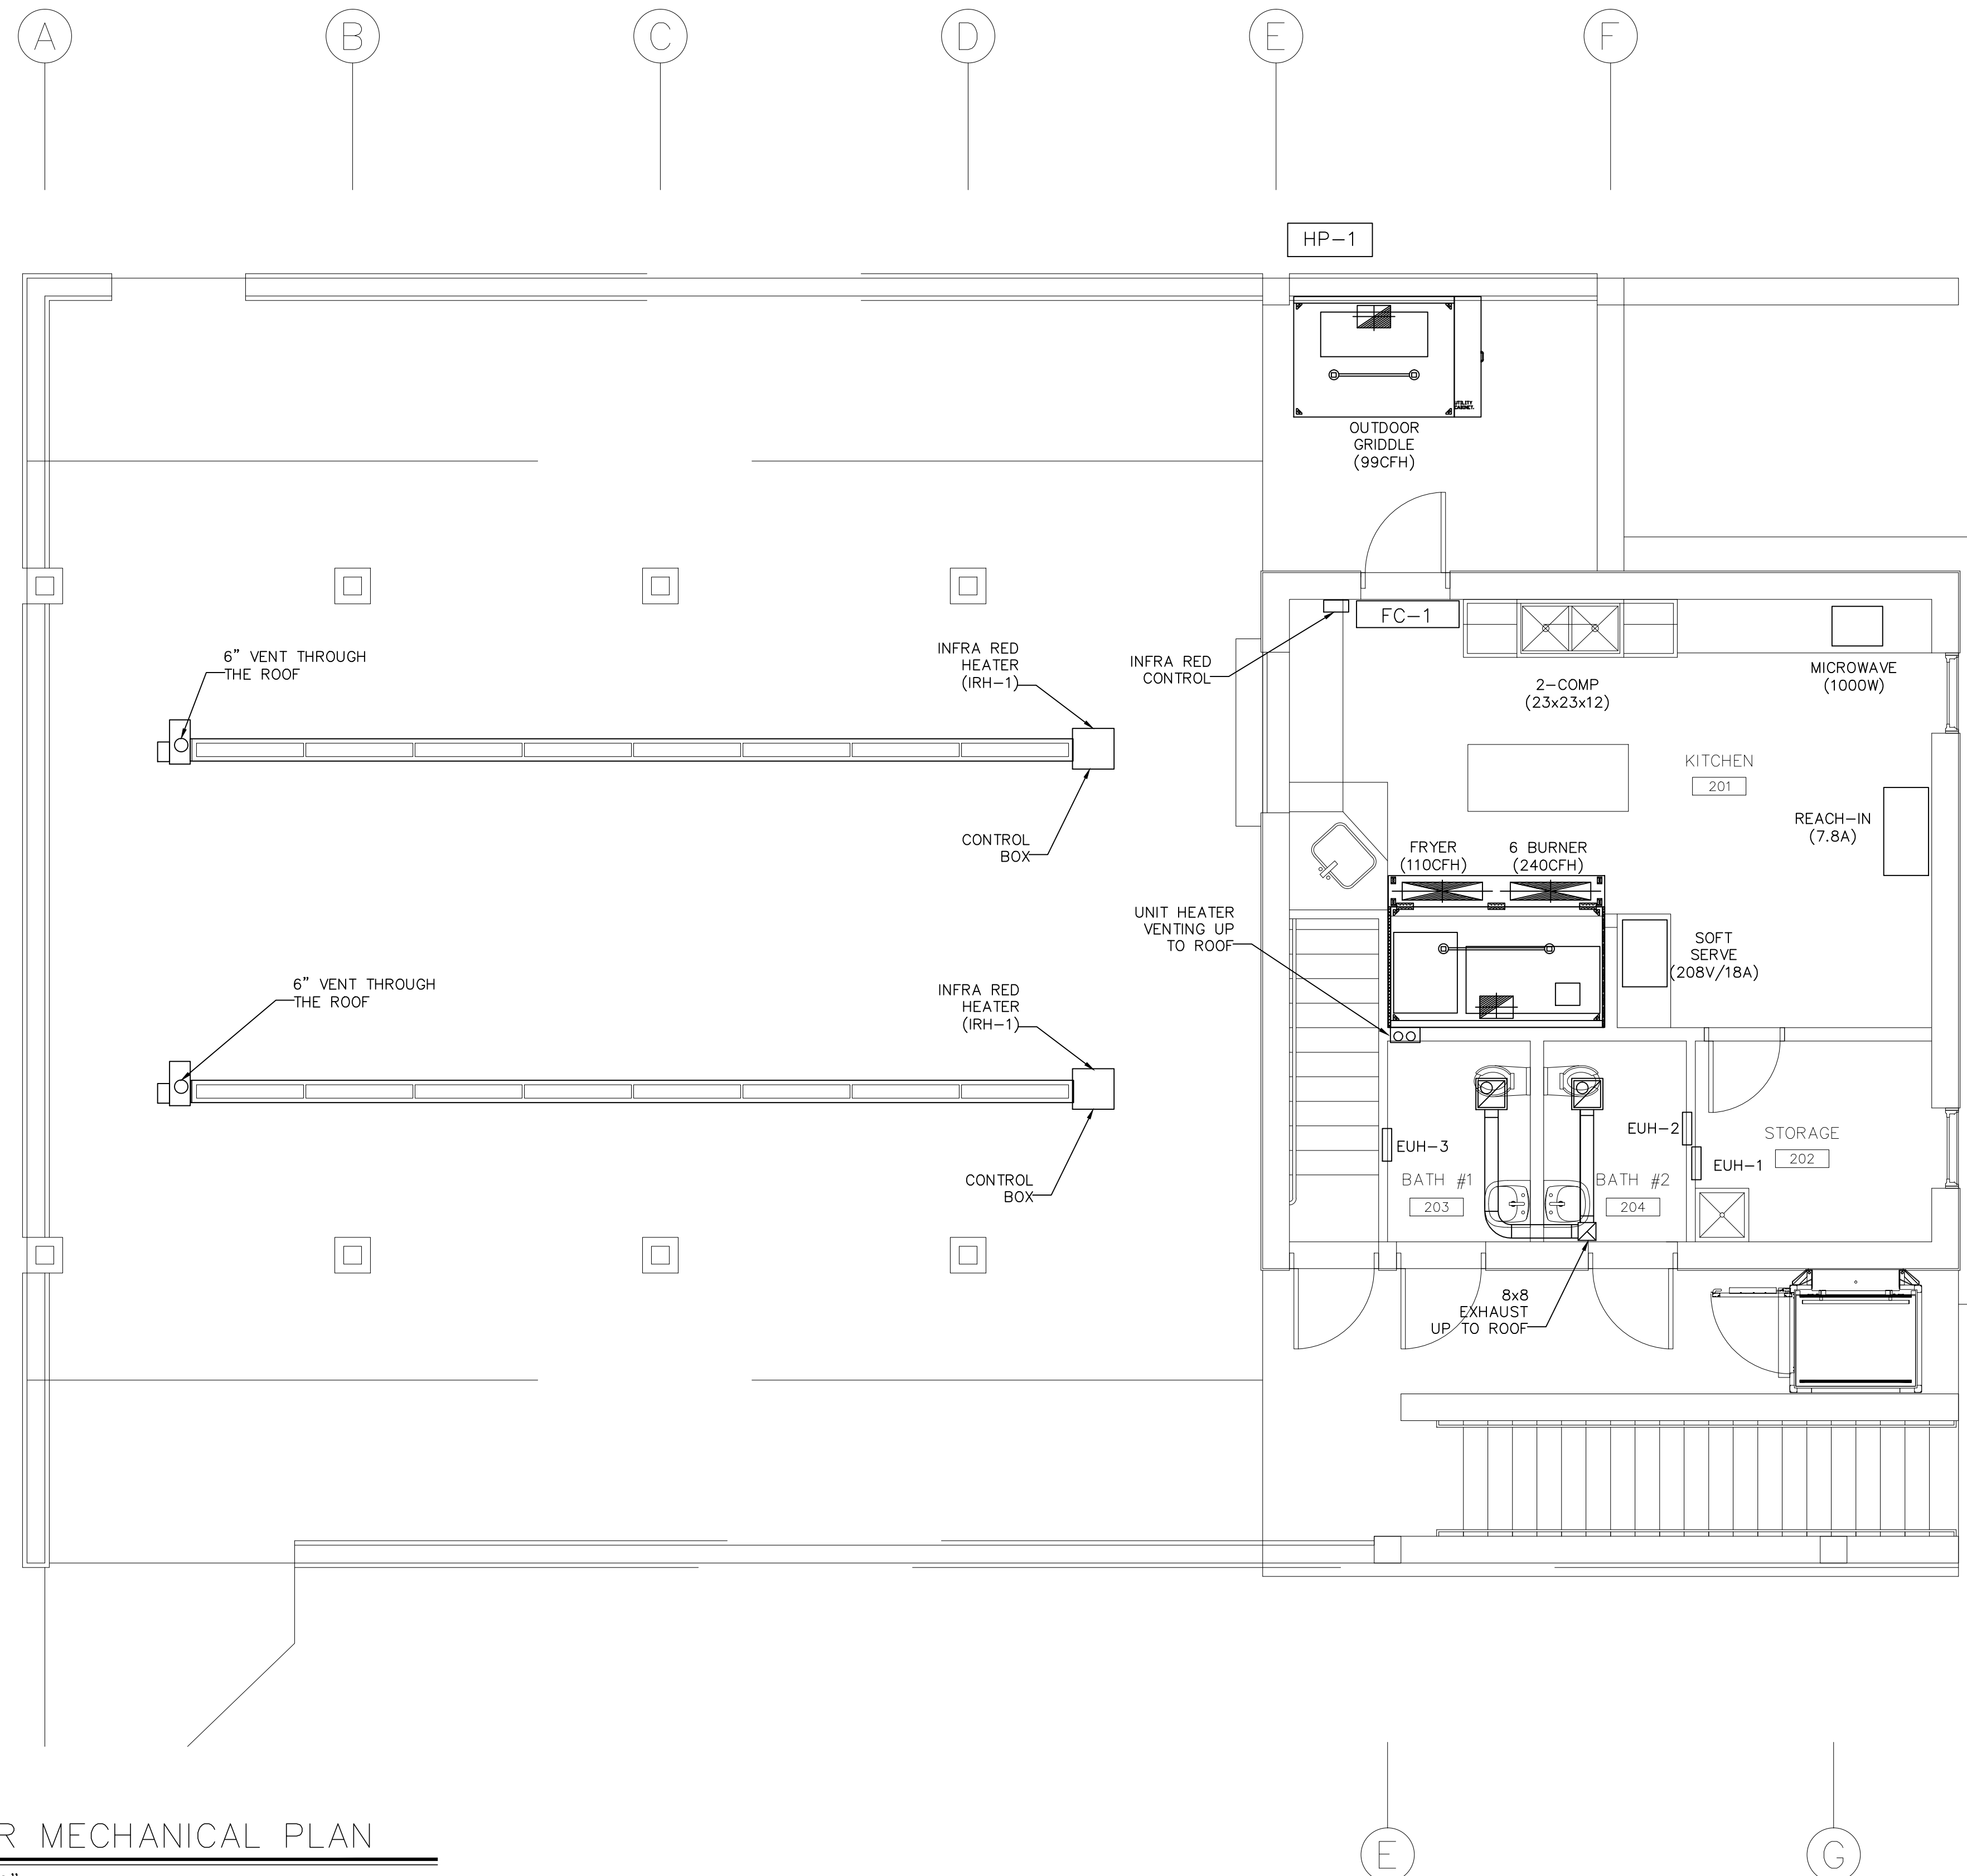 A
B
C
D
E
F
HP-1
UTILITY
CABINET.
OUTDOOR
GRIDDLE
(99CFH)
FC-1
INFRA RED
CONTROL
2-COMP
(23x23x12)
MICROWAVE
(1000W)
6" VENT THROUGH
THE ROOF
INFRA RED
HEATER
(IRH-1)
CONTROL
BOX
KITCHEN
201
REACH-IN
(7.8A)
FRYER
(110CFH)
6 BURNER
(240CFH)
UNIT HEATER
VENTING UP
TO ROOF
SOFT
SERVE
(208V/18A)
6" VENT THROUGH
THE ROOF
INFRA RED
HEATER
(IRH-1)
CONTROL
BOX
EUH-3
BATH #1
203
EUH-2
BATH #2
204
EUH-1
STORAGE
202
8x8
EXHAUST
UP TO ROOF
R MECHANICAL PLAN
E
G